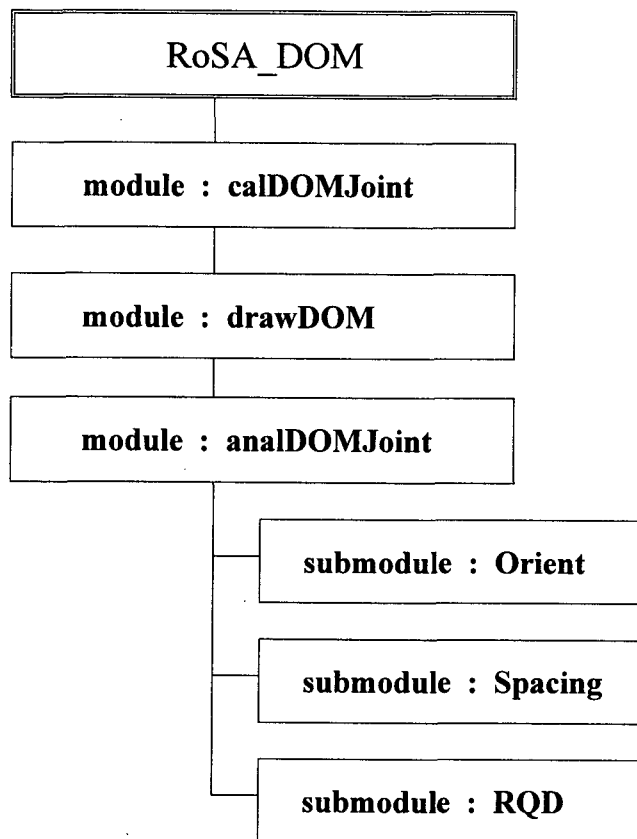 RoSA_DOM
module : calDOMJoint
module : drawDOM
module : analDOMJoint
submodule : Orient
submodule : Spacing
submodule : RQD